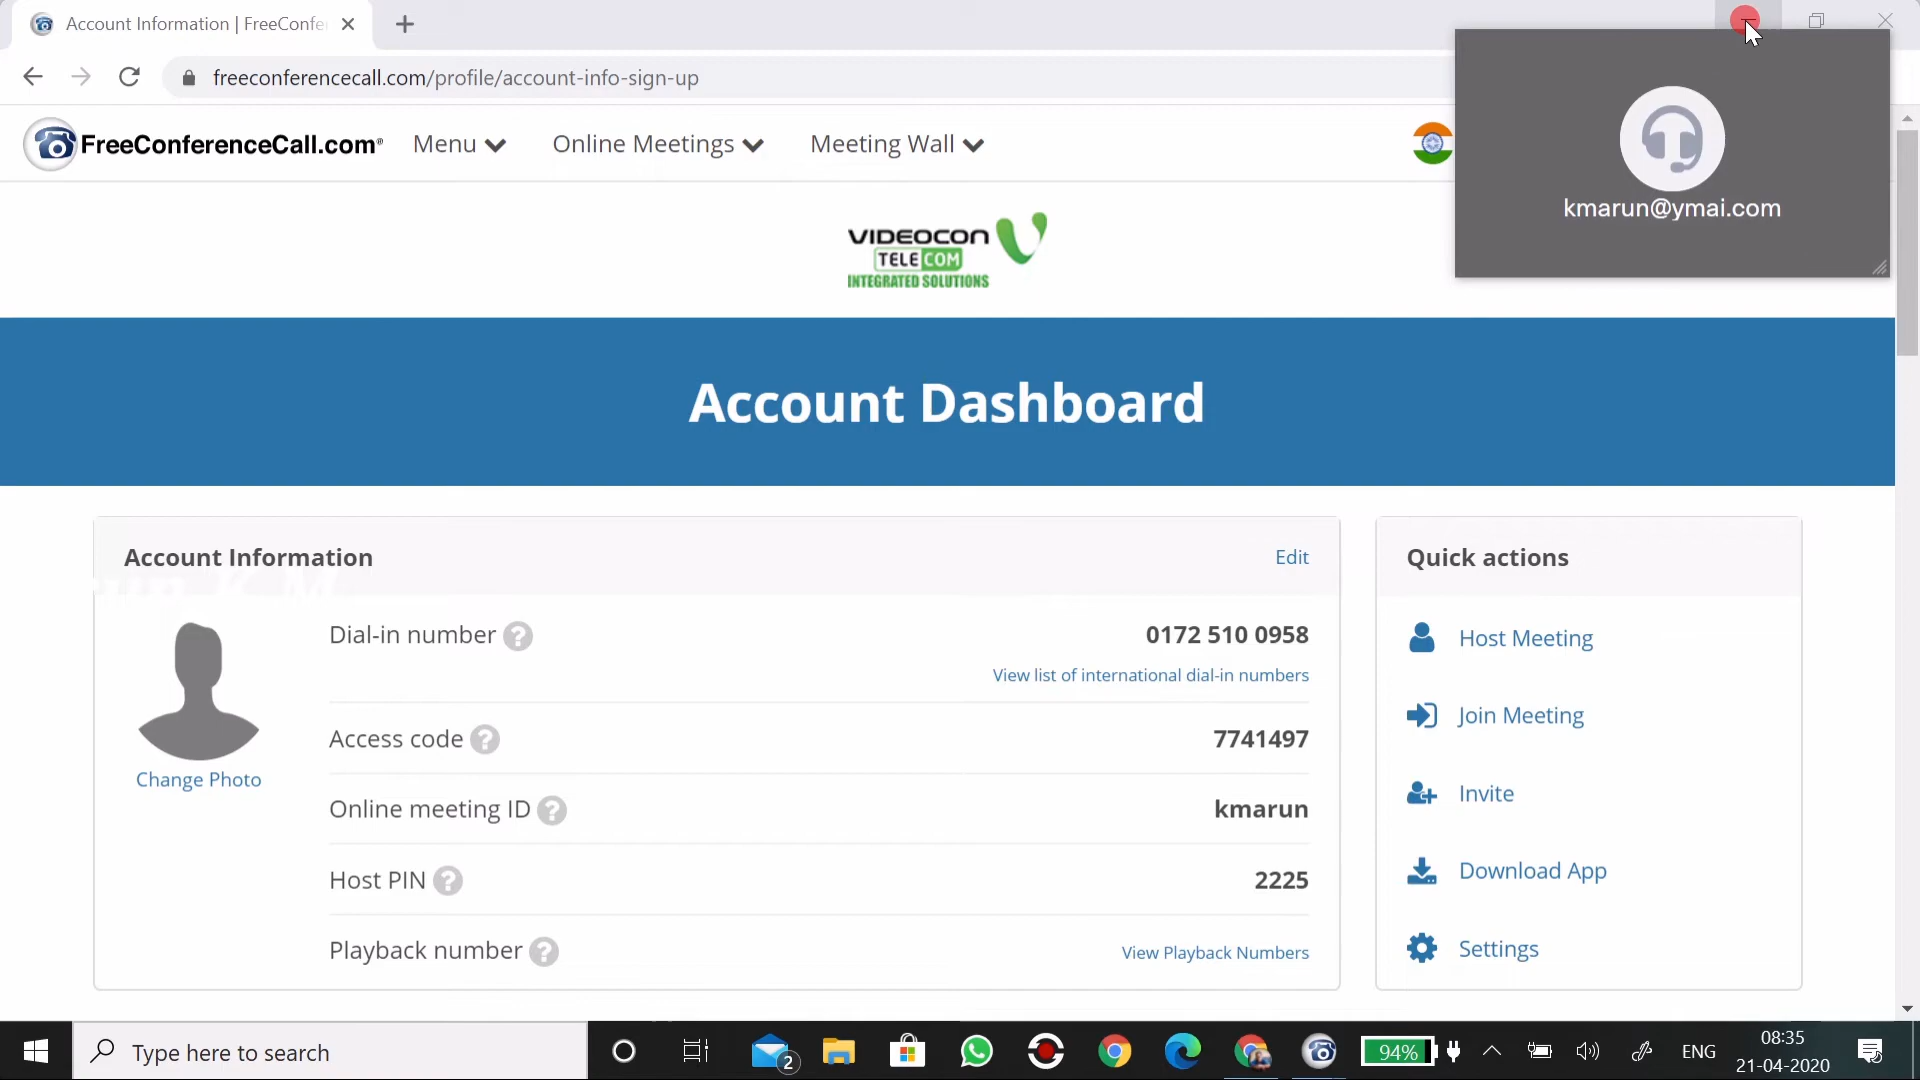 Account Information | FreeConfe
freeconferencecall.com/profile/account-info-sign-up
FreeConferenceCall.com®
Menu
Online Meetings
Meeting Wall
kmarun@ymai.com
VIDEOCON
TELECOM
INTEGRATED SOLUTIONS
Account Dashboard
Account Information
Edit
Dial-in number ?
0172 510 0958
View list of international dial-in numbers
Access code ?
7741497
Change Photo
Online meeting ID ?
kmarun
Host PIN ?
2225
Playback number ?
View Playback Numbers
Quick actions
Host Meeting
Join Meeting
Invite
Download App
Settings
Type here to search
2
94%
ENG
08:35
21-04-2020